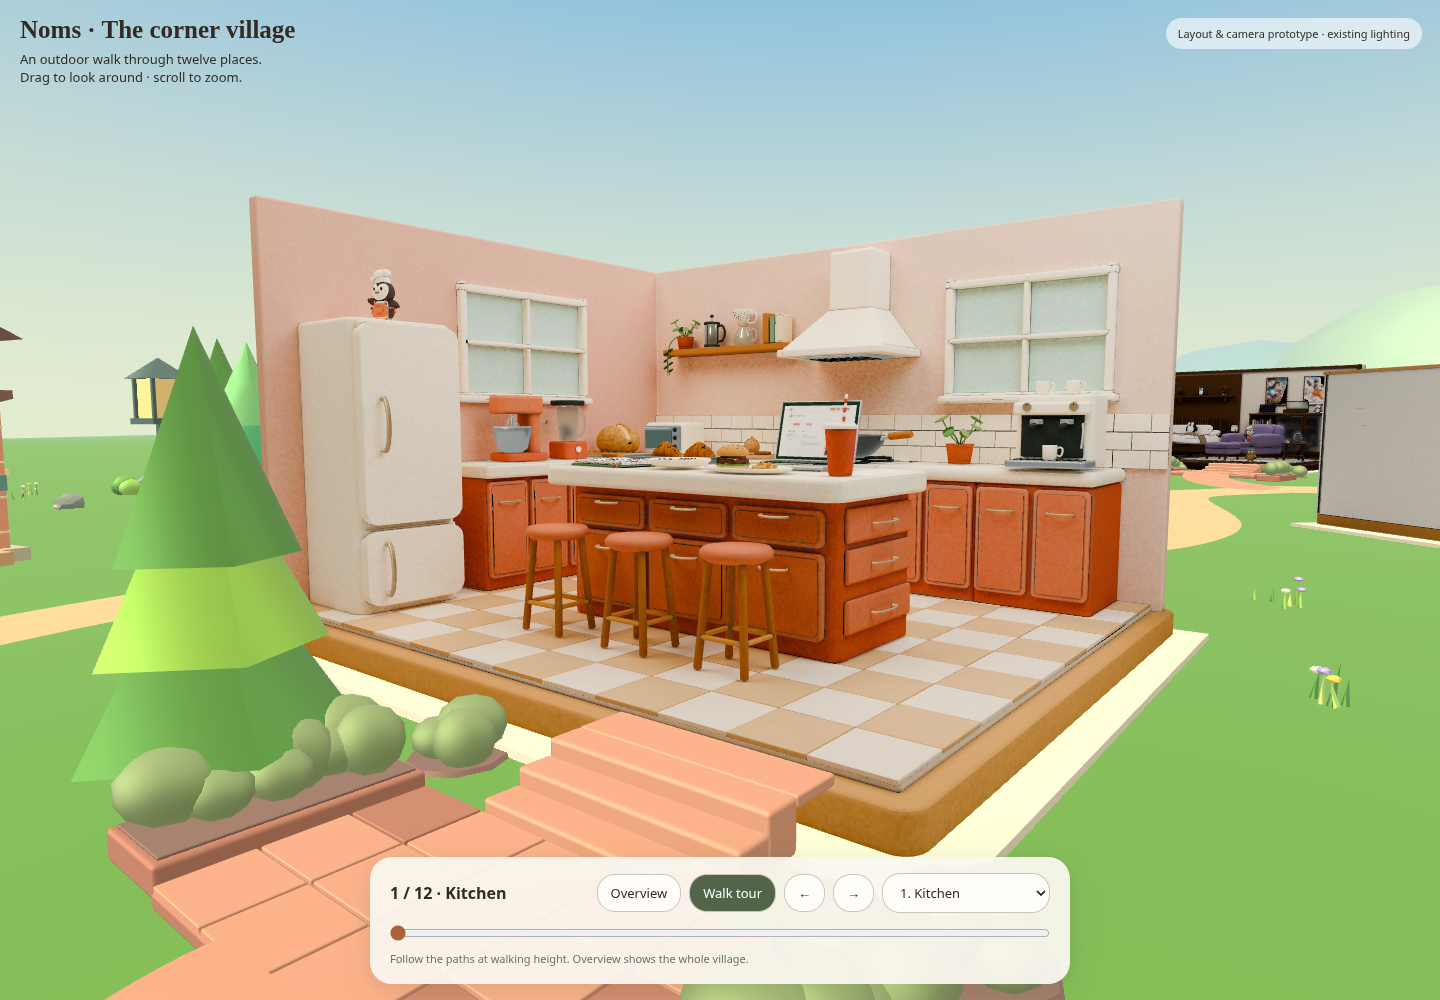 Noms · The corner village
An outdoor walk through twelve places.
Drag to look around · scroll to zoom.
Layout & camera prototype · existing lighting
1 / 12 · Kitchen
Overview
Walk tour
←
→
1. Kitchen
Follow the paths at walking height. Overview shows the whole village.